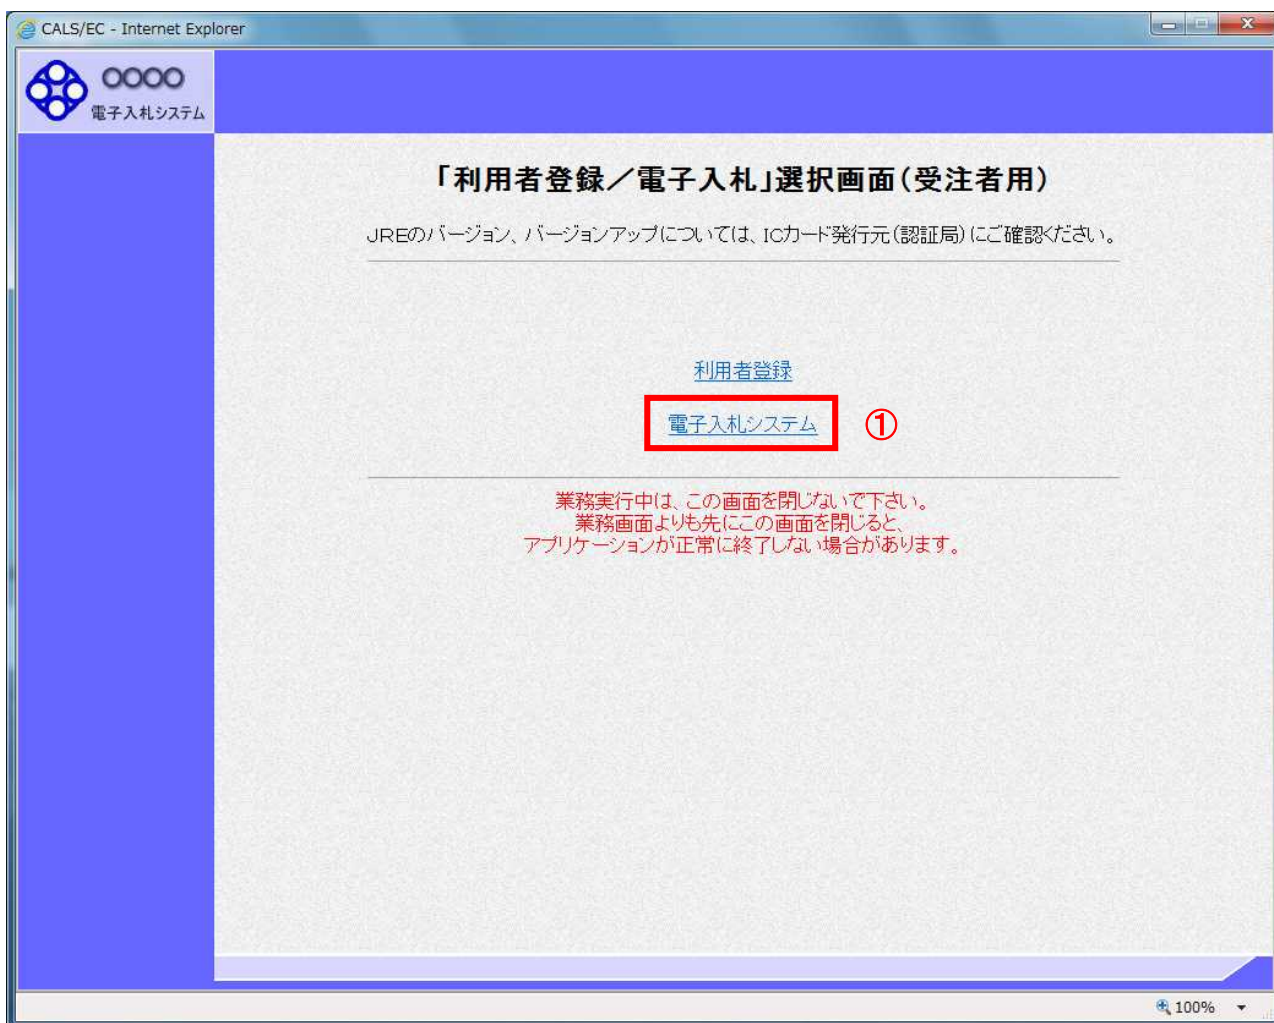 CALS/EC - Internet Explorer
○○○○
電子入札システム
「利用者登録／電子入札」選択画面（受注者用）
JREのバージョン、バージョンアップについては、ICカード発行元（認証局）にご確認ください。
利用者登録
電子入札システム ①
業務実行中は、この画面を閉じないで下さい。
業務画面よりも先にこの画面を閉じると、
アプリケーションが正常に終了しない場合があります。
100%